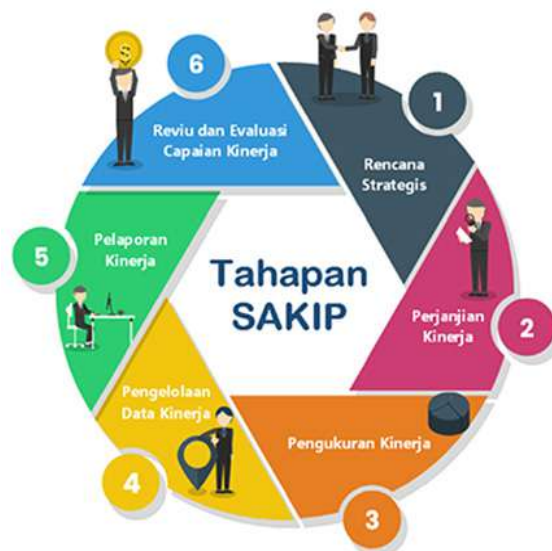 Tahapan
SAKIP
1
Rencana
Strategis
2
Perjanjian
Kinerja
3
Pengukuran Kinerja
4
Pengelolaan
Data Kinerja
5
Pelaporan
Kinerja
6
Reviu dan Evaluasi
Capaian Kinerja